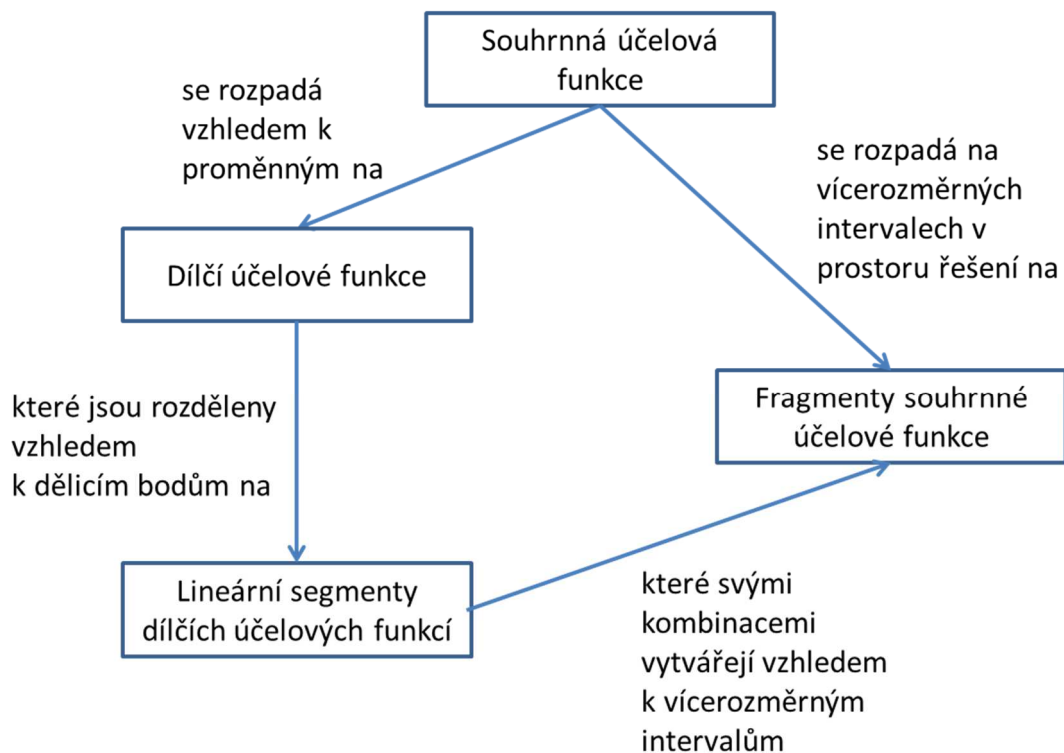 Souhrnná účelová
funkce
se rozpadá
vzhledem k
proměnným na
se rozpadá na
vícerozměrných
intervalech v
prostoru řešení na
Dílčí účelové funkce
Fragmenty souhrnné
účelové funkce
které jsou rozděleny
vzhledem
k dělicím bodům na
Lineární segmenty
dílčích účelových funkcí
které svými
kombinacemi
vytvářejí vzhledem
k vícerozměrným
intervalům